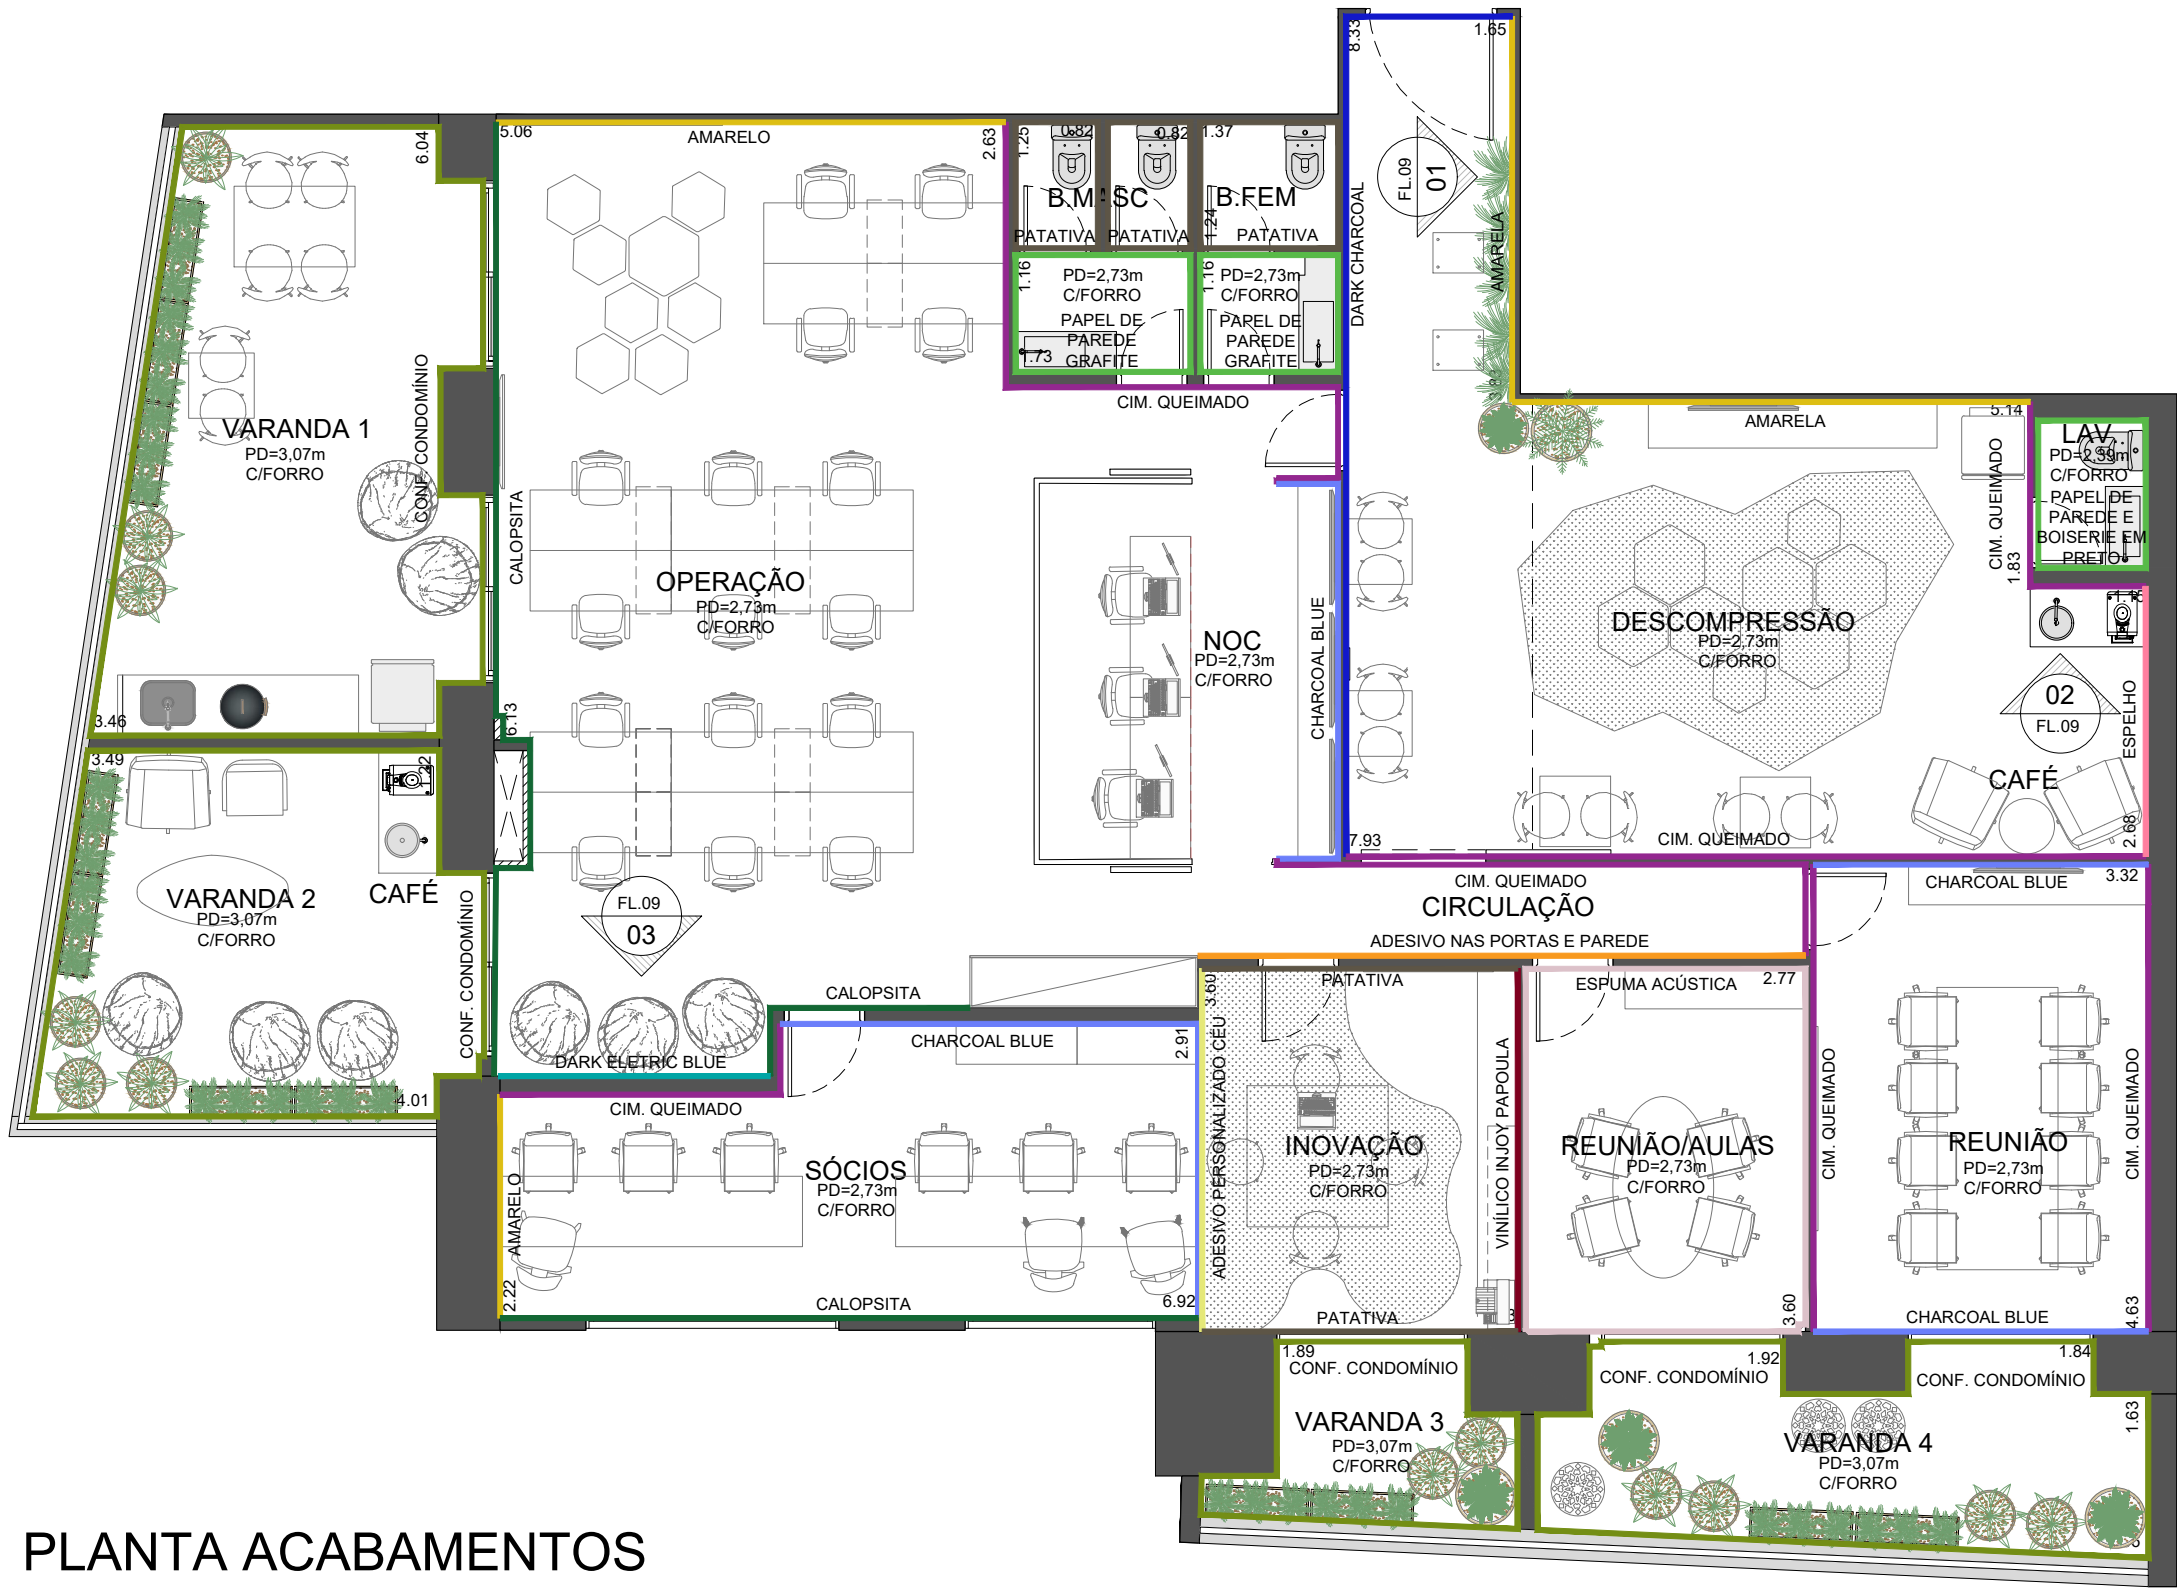 8.33
1.65
5.06
AMARELO
2.63
1.25
0.82
0.82
1.37
6.04
FL.09
01
B.MASC
B.FEM
1.24
PATATIVA
PATATIVA
PATATIVA
DARK CHARCOAL
AMARELA
1.16
PD=2,73m
C/FORRO
PAPEL DE
PAREDE
GRAFITE
1.73
1.16
PD=2,73m
C/FORRO
PAPEL DE
PAREDE
GRAFITE
3.83
CIM. QUEIMADO
VARANDA 1
PD=3,07m
C/FORRO
CONF. CONDOMÍNIO
CALOPSITA
AMARELA
5.14
CIM. QUEIMADO
1.83
LAV.
PD=2,39m
C/FORRO
PAPEL DE
PAREDE E
BOISERIE EM
PRETO
1.15
OPERAÇÃO
PD=2,73m
C/FORRO
NOC
PD=2,73m
C/FORRO
CHARCOAL BLUE
DESCOMPRESSÃO
PD=2,73m
C/FORRO
02
FL.09
ESPELHO
CAFÉ
2.68
3.46
6.13
7.93
CIM. QUEIMADO
3.49
1.22
VARANDA 2
PD=3,07m
C/FORRO
CAFÉ
CONF. CONDOMÍNIO
4.01
FL.09
03
CIM. QUEIMADO
CIRCULAÇÃO
ADESIVO NAS PORTAS E PAREDE
CHARCOAL BLUE
3.32
CALOPSITA
DARK ELETRIC BLUE
CHARCOAL BLUE
2.91
CIM. QUEIMADO
3.60
PATATIVA
ESPUMA ACÚSTICA
2.77
AMARELO
SÓCIOS
PD=2,73m
C/FORRO
2.22
CALOPSITA
6.92
ADESIVO PERSONALIZADO CÉU
INOVAÇÃO
PD=2,73m
C/FORRO
VINÍLICO INJOY PAPOULA
PATATIVA
REUNIÃO/AULAS
PD=2,73m
C/FORRO
3.60
CIM. QUEIMADO
REUNIÃO
PD=2,73m
C/FORRO
CIM. QUEIMADO
CHARCOAL BLUE
4.63
1.89
CONF. CONDOMÍNIO
1.92
CONF. CONDOMÍNIO
1.84
CONF. CONDOMÍNIO
1.63
VARANDA 3
PD=3,07m
C/FORRO
VARANDA 4
PD=3,07m
C/FORRO
PLANTA ACABAMENTOS